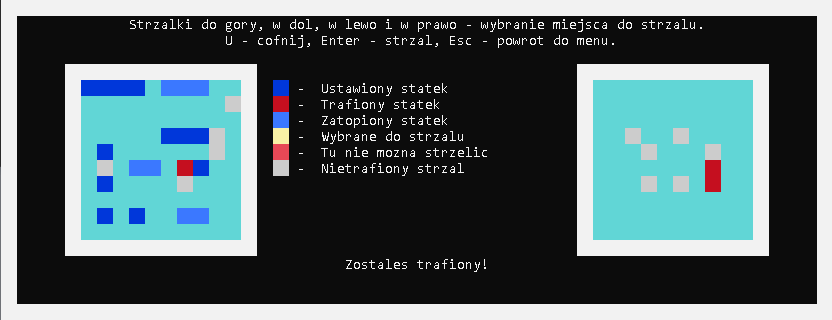 Strzalki do gory, w dol, w lewo i w prawo - wybranie miejsca do strzalu.
U - cofnij, Enter - strzal, Esc - powrot do menu.
- Ustawiony statek
- Trafiony statek
- Zatopiony statek
- Wybrane do strzalu
- Tu nie mozna strzelic
- Nietrafiony strzal
Zostales trafiony!